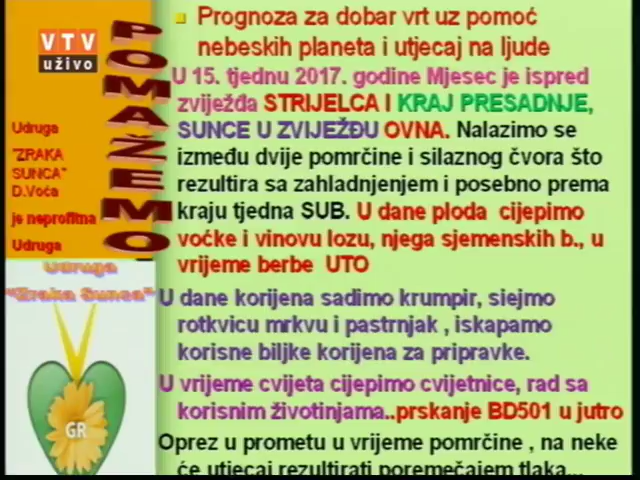 VTV
uživo
POMAŽEMO
Udruga
"ZRAKA
SUNCA"
D.Voća
je neprofitna
Udruga
Udruga
"Zraka Sunca"
GR
Prognoza za dobar vrt uz pomoć
nebeskih planeta i utjecaj na ljude
U 15. tjednu 2017. godine Mjesec je ispred
zviježđa STRIJELCA I KRAJ PRESADNJE,
SUNCE U ZVIJEŽĐU OVNA. Nalazimo se
između dvije pomrčine i silaznog čvora što
rezultira sa zahladnjenjem i posebno prema
kraju tjedna SUB. U dane ploda cijepimo
voćke i vinovu lozu, njega sjemenskih b., u
vrijeme berbe UTO
U dane korijena sadimo krumpir, siejmo
rotkvicu mrkvu i pastrnjak , iskapamo
korisne biljke korijena za pripravke.
U vrijeme cvijeta cijepimo cvijetnice, rad sa
korisnim životinjama..prskanje BD501 u jutro
Oprez u prometu u vrijeme pomrčine , na neke
će utjecaj rezultirati poremečajem tlaka...